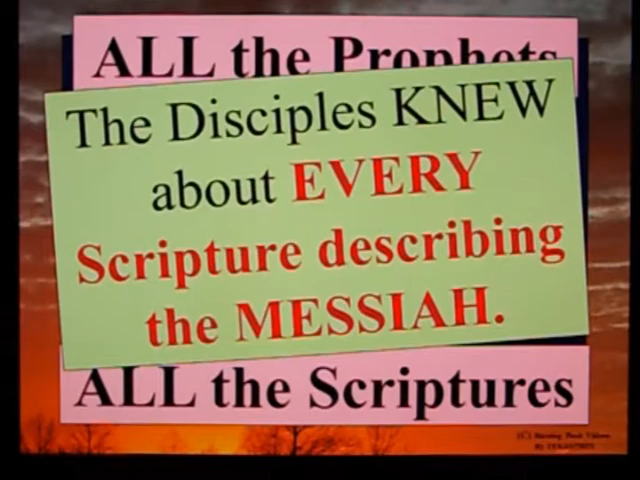 ALL the Prophets
The Disciples KNEW
about EVERY
Scripture describing
the MESSIAH.
ALL the Scriptures